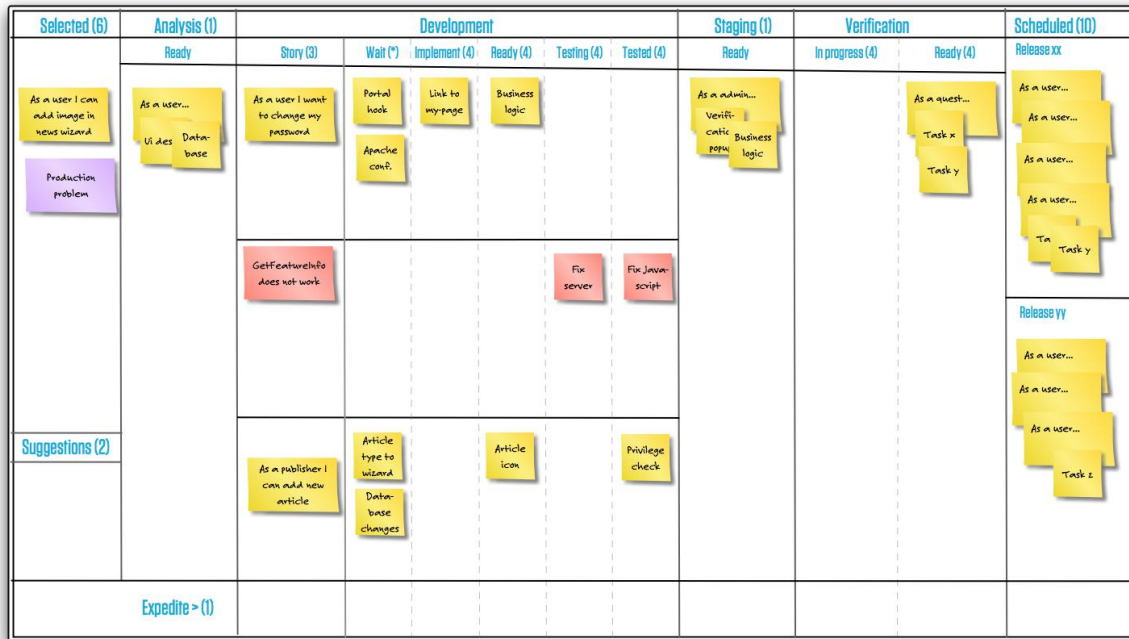 Selected (6)
Analysis (1)
Development
Staging (1)
Verification
Scheduled (10)
Ready
Story (3)
Wait (*)
Implement (4)
Ready (4)
Testing (4)
Tested (4)
Ready
In progress (4)
Ready (4)
Release xx
As a user I can
add image in
news wizard
Production
problem
As a user...
Ui des
Data-
base
As a user I want
to change my
password
Portal
hook
Apache
conf.
Link to
my-page
Business
logic
As a admin...
Verifi-
catio
popu
Business
logic
As a quest...
Task x
Task y
As a user...
As a user...
As a user...
As a user...
Ta
Task y
GetFeatureInfo
does not work
Fix
server
Fix Java-
script
Release yy
As a user...
As a user...
As a user...
Task z
Suggestions (2)
As a publisher I
can add new
article
Article
type to
wizard
Data-
base
changes
Article
icon
Privilege
check
Expedite > (1)